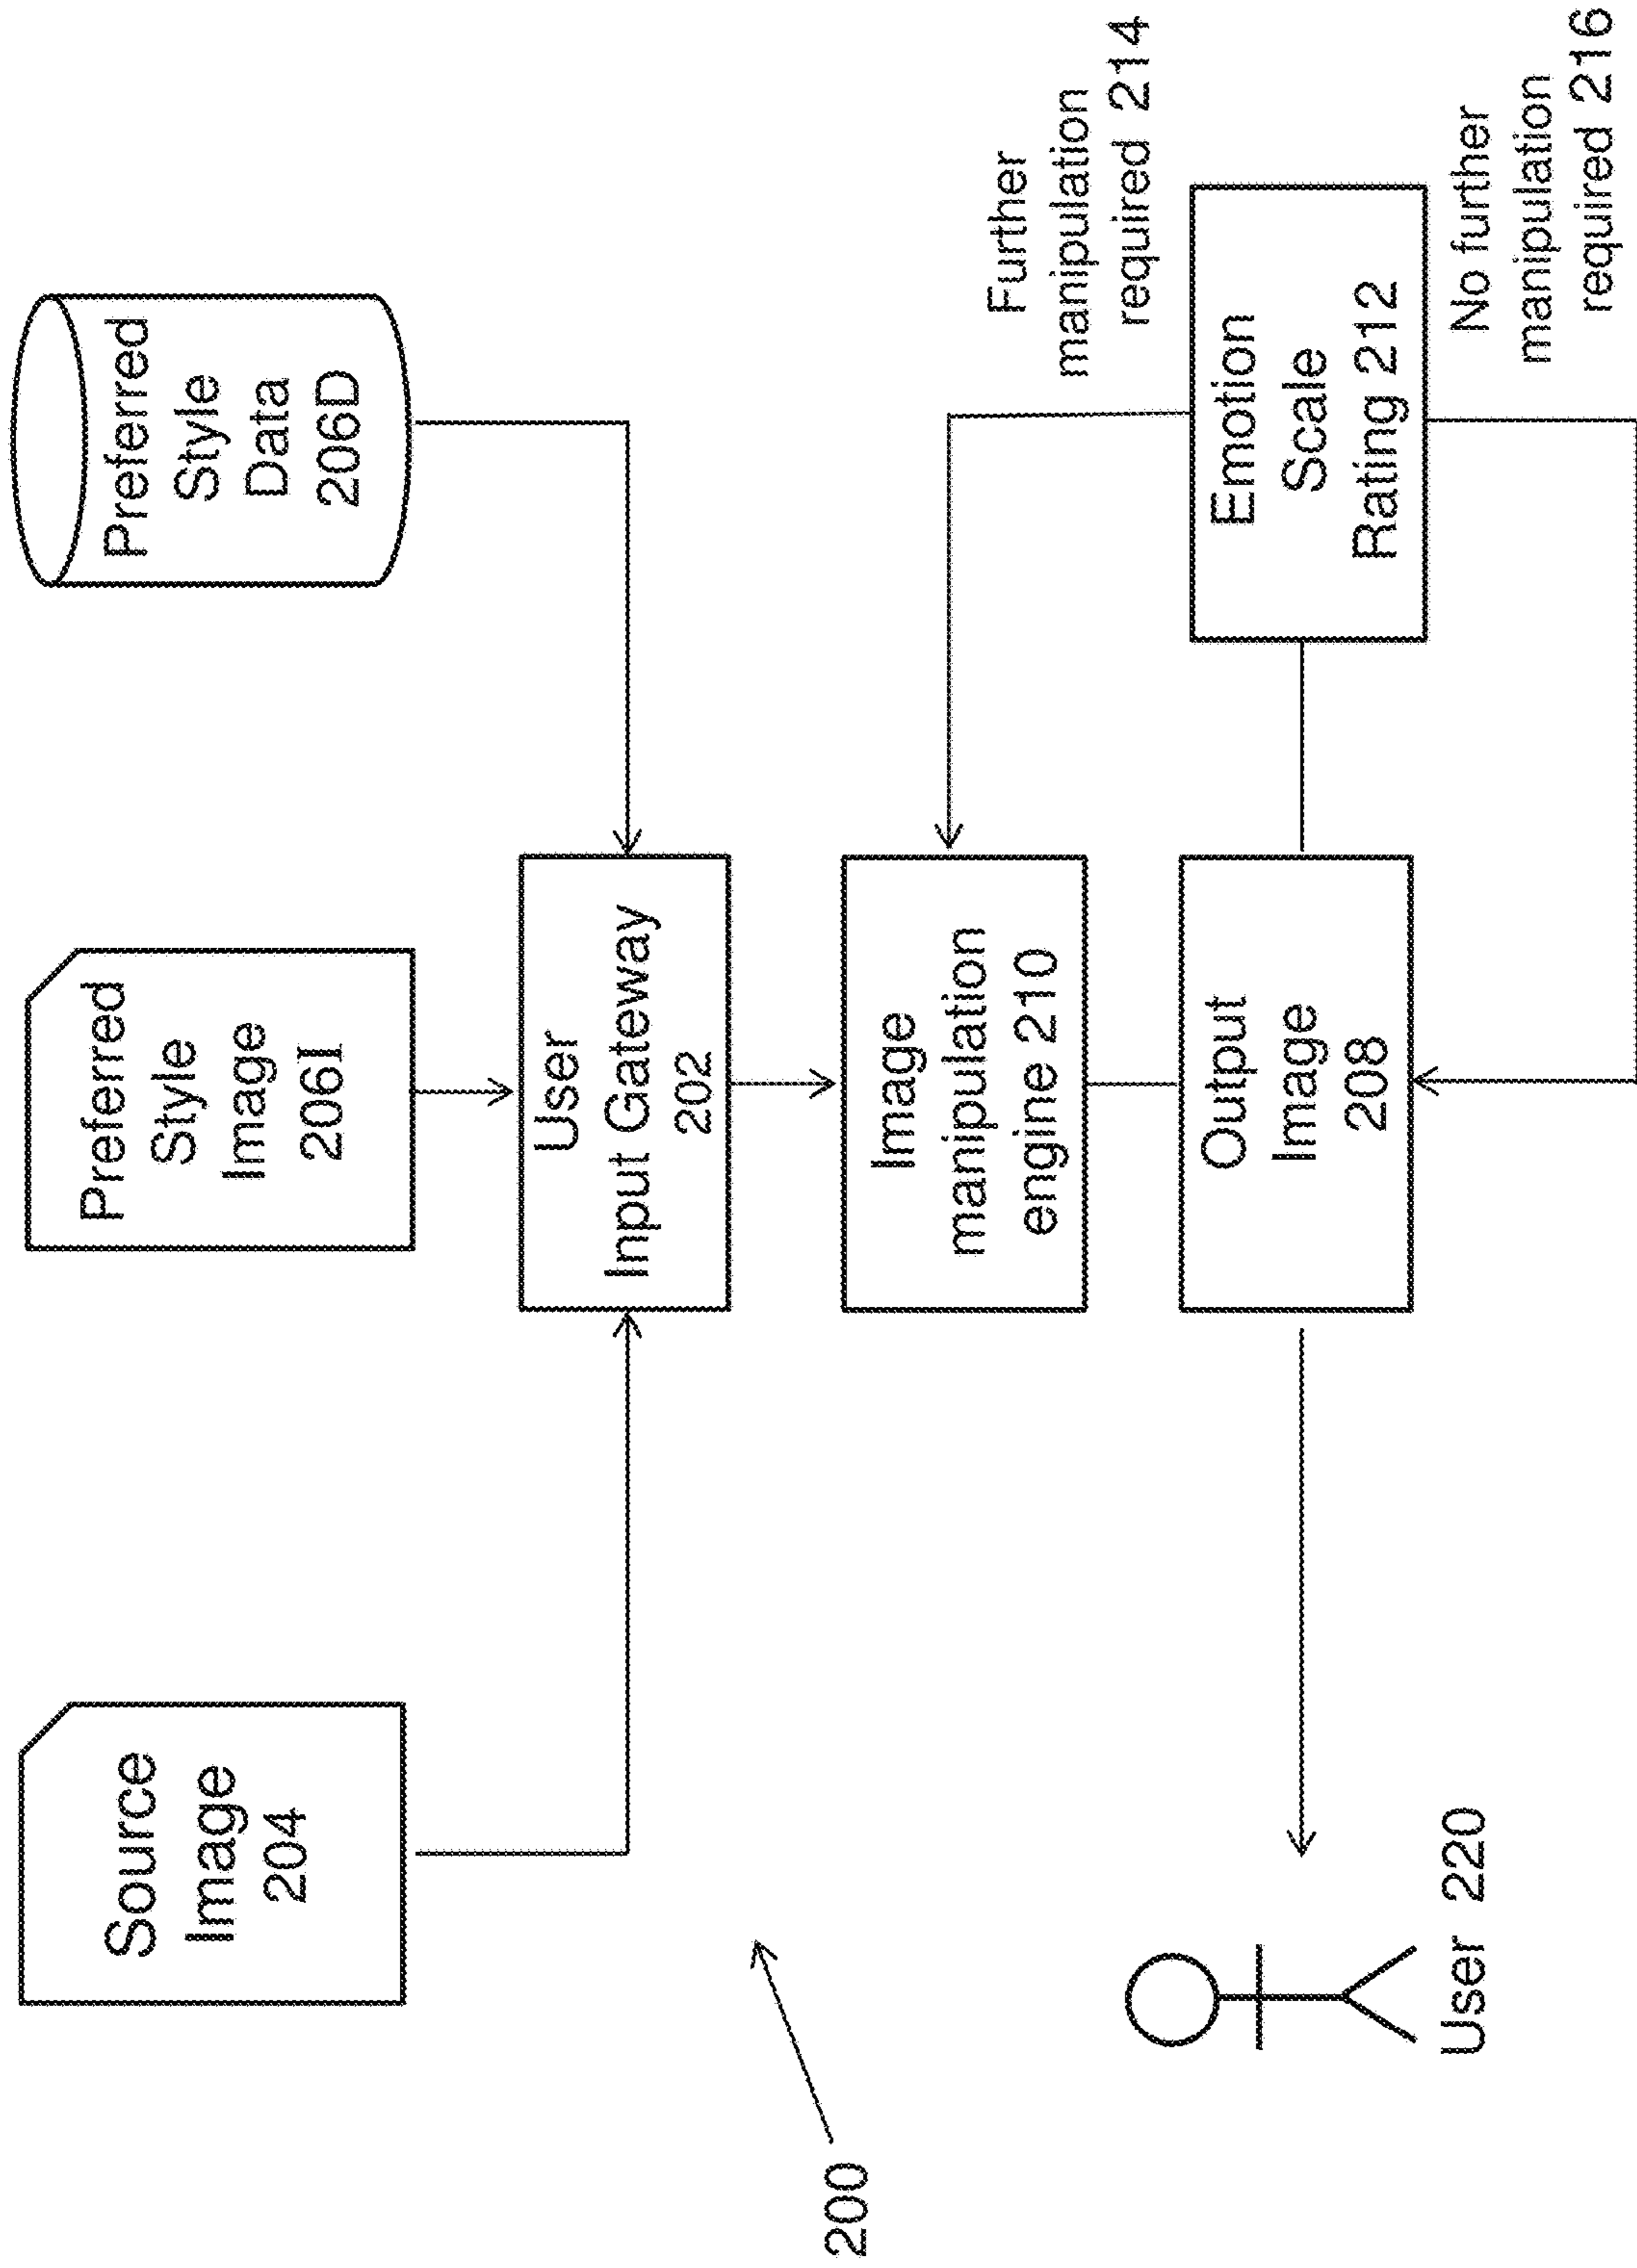 Source
Image
204
Preferred
Style
Image
206I
Preferred
Style
Data
206D
User
Input Gateway
202
200
Image
manipulation
engine 210
Further
manipulation
required 214
Output
Image
208
Emotion
Scale
Rating 212
User 220
No further
manipulation
required 216